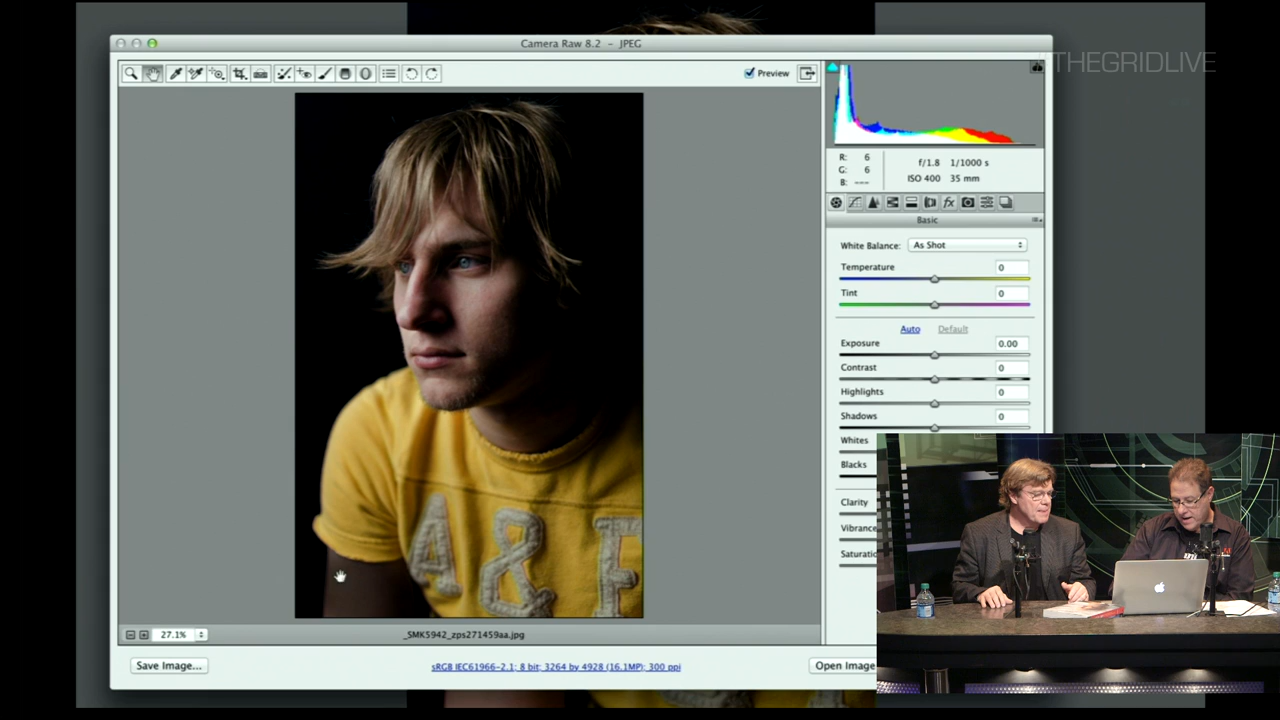 Camera Raw 8.2 - JPEG
#THEGRIDLIVE
Preview
R: 6
G: 6
B: ---
f/1.8 1/1000 s
ISO 400 35 mm
fx
Basic
White Balance: As Shot
Temperature 0
Tint 0
Auto Default
Exposure 0.00
Contrast 0
Highlights 0
Shadows 0
Whites
Blacks
Clarity
Vibrance
Saturatio
A & F
27.1%
_SMK5942_zps271459aa.jpg
Save Image...
sRGB IEC61966-2.1; 8 bit; 3264 by 4928 (16.1MP); 300 ppi
Open Image